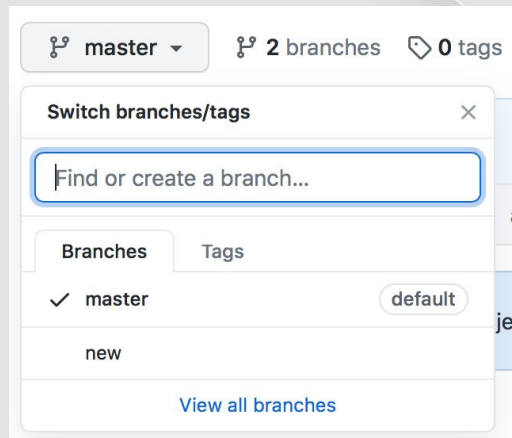 master 2 branches 0 tags
Switch branches/tags
Find or create a branch...
Branches Tags
master default
new
View all branches